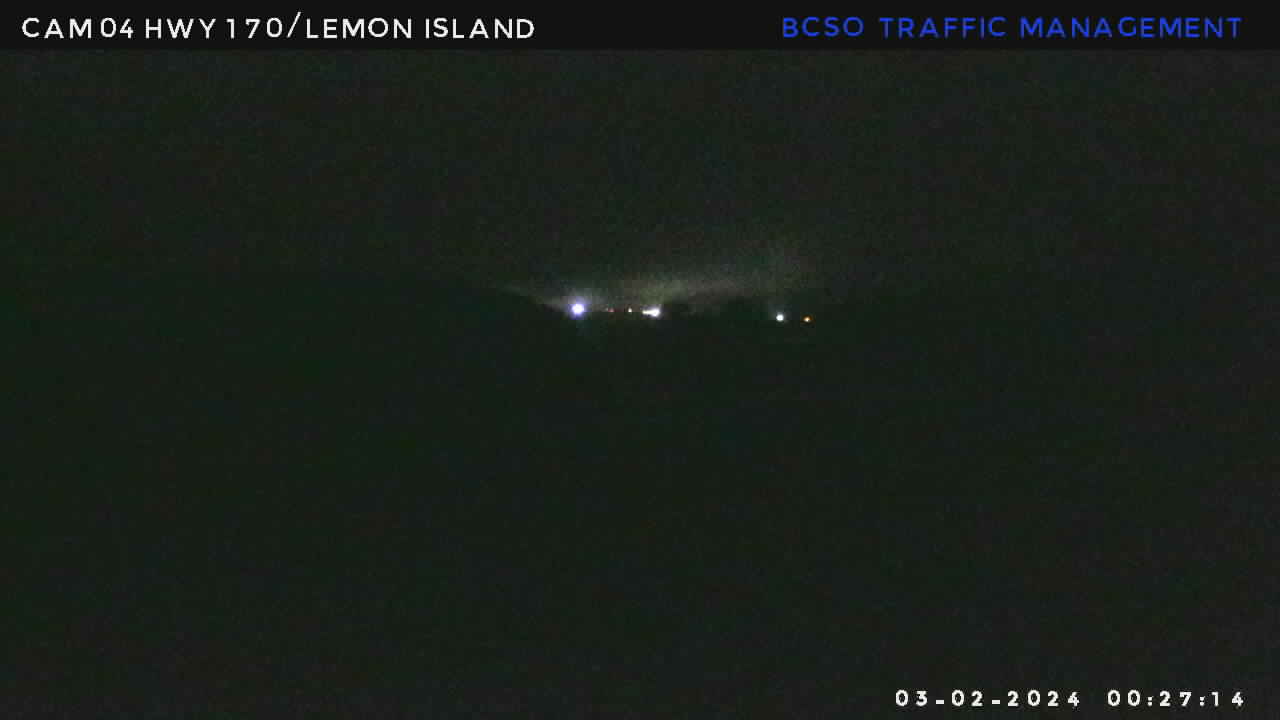 CAM04 HWY 170/LEMON ISLAND
BCSO TRAFFIC MANAGEMENT
03-02-2024 00:27:14